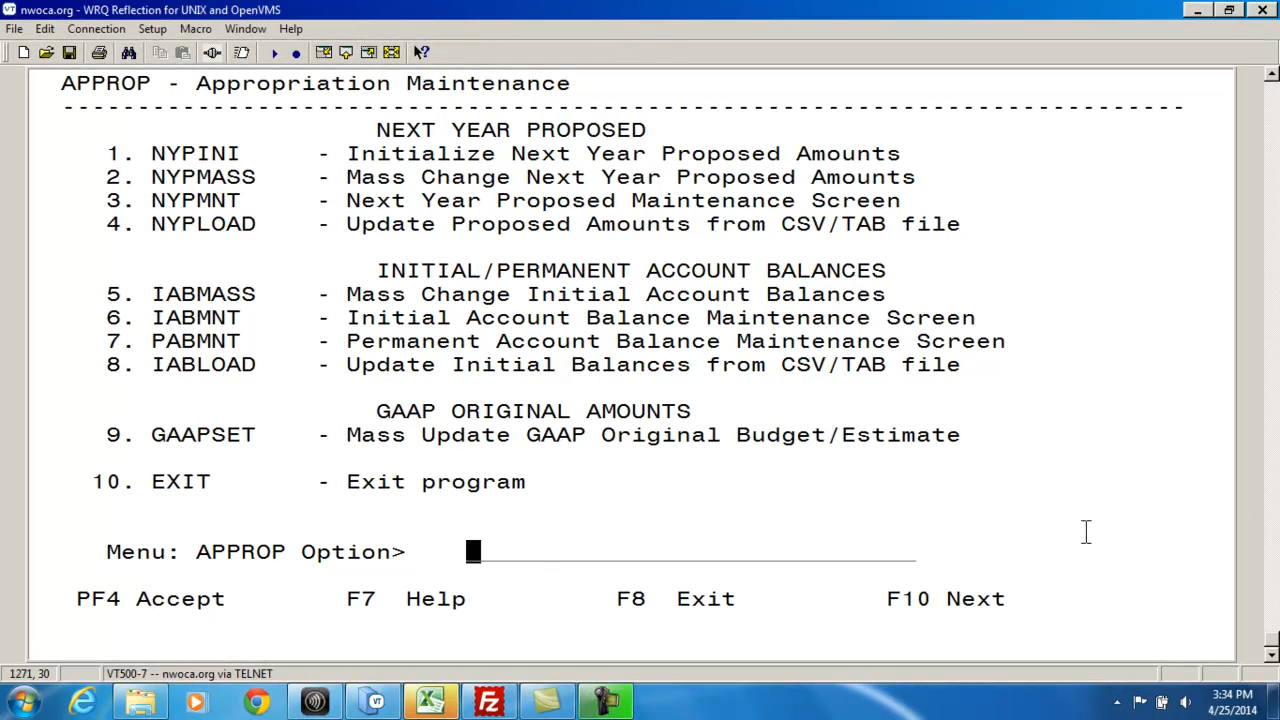 nwoca.org - WRQ Reflection for UNIX and OpenVMS
File Edit Connection Setup Macro Window Help
APPROP - Appropriation Maintenance
---------------------------------------------------------------------------
NEXT YEAR PROPOSED
1. NYPINI - Initialize Next Year Proposed Amounts
2. NYPMASS - Mass Change Next Year Proposed Amounts
3. NYPMNT - Next Year Proposed Maintenance Screen
4. NYPLOAD - Update Proposed Amounts from CSV/TAB file
INITIAL/PERMANENT ACCOUNT BALANCES
5. IABMASS - Mass Change Initial Account Balances
6. IABMNT - Initial Account Balance Maintenance Screen
7. PABMNT - Permanent Account Balance Maintenance Screen
8. IABLOAD - Update Initial Balances from CSV/TAB file
GAAP ORIGINAL AMOUNTS
9. GAAPSET - Mass Update GAAP Original Budget/Estimate
10. EXIT - Exit program
Menu: APPROP Option>
PF4 Accept F7 Help F8 Exit F10 Next
1271, 30 VT500-7 -- nwoca.org via TELNET
3:34 PM
4/25/2014